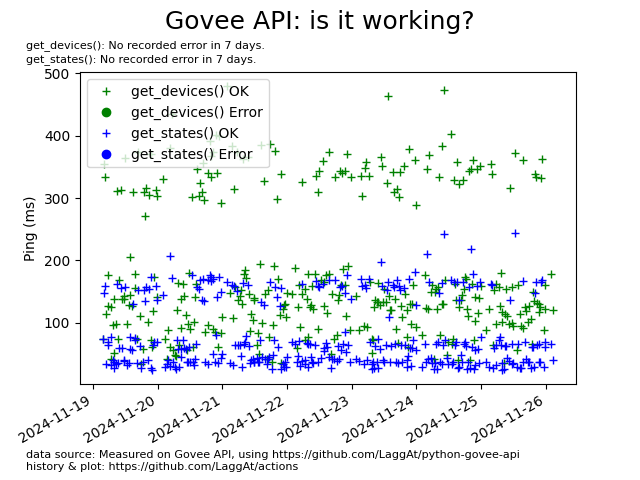 Govee API: is it working?
get_devices(): No recorded error in 7 days.
get_states(): No recorded error in 7 days.
500
400
300
200
100
Ping (ms)
get_devices() OK
get_devices() Error
get_states() OK
get_states() Error
2024-11-19
2024-11-20
2024-11-21
2024-11-22
2024-11-23
2024-11-24
2024-11-25
2024-11-26
data source: Measured on Govee API, using https://github.com/LaggAt/python-govee-api
history & plot: https://github.com/LaggAt/actions